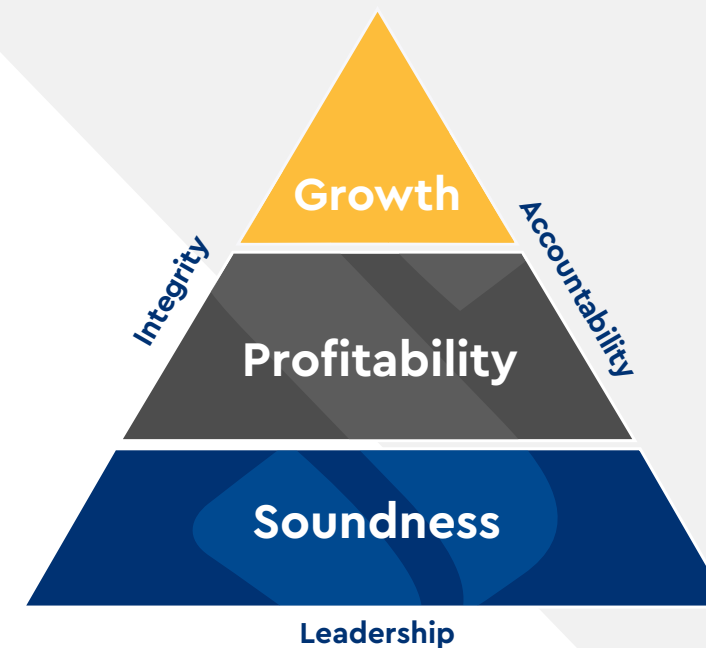 Growth
Integrity
Accountability
Profitability
Soundness
Leadership